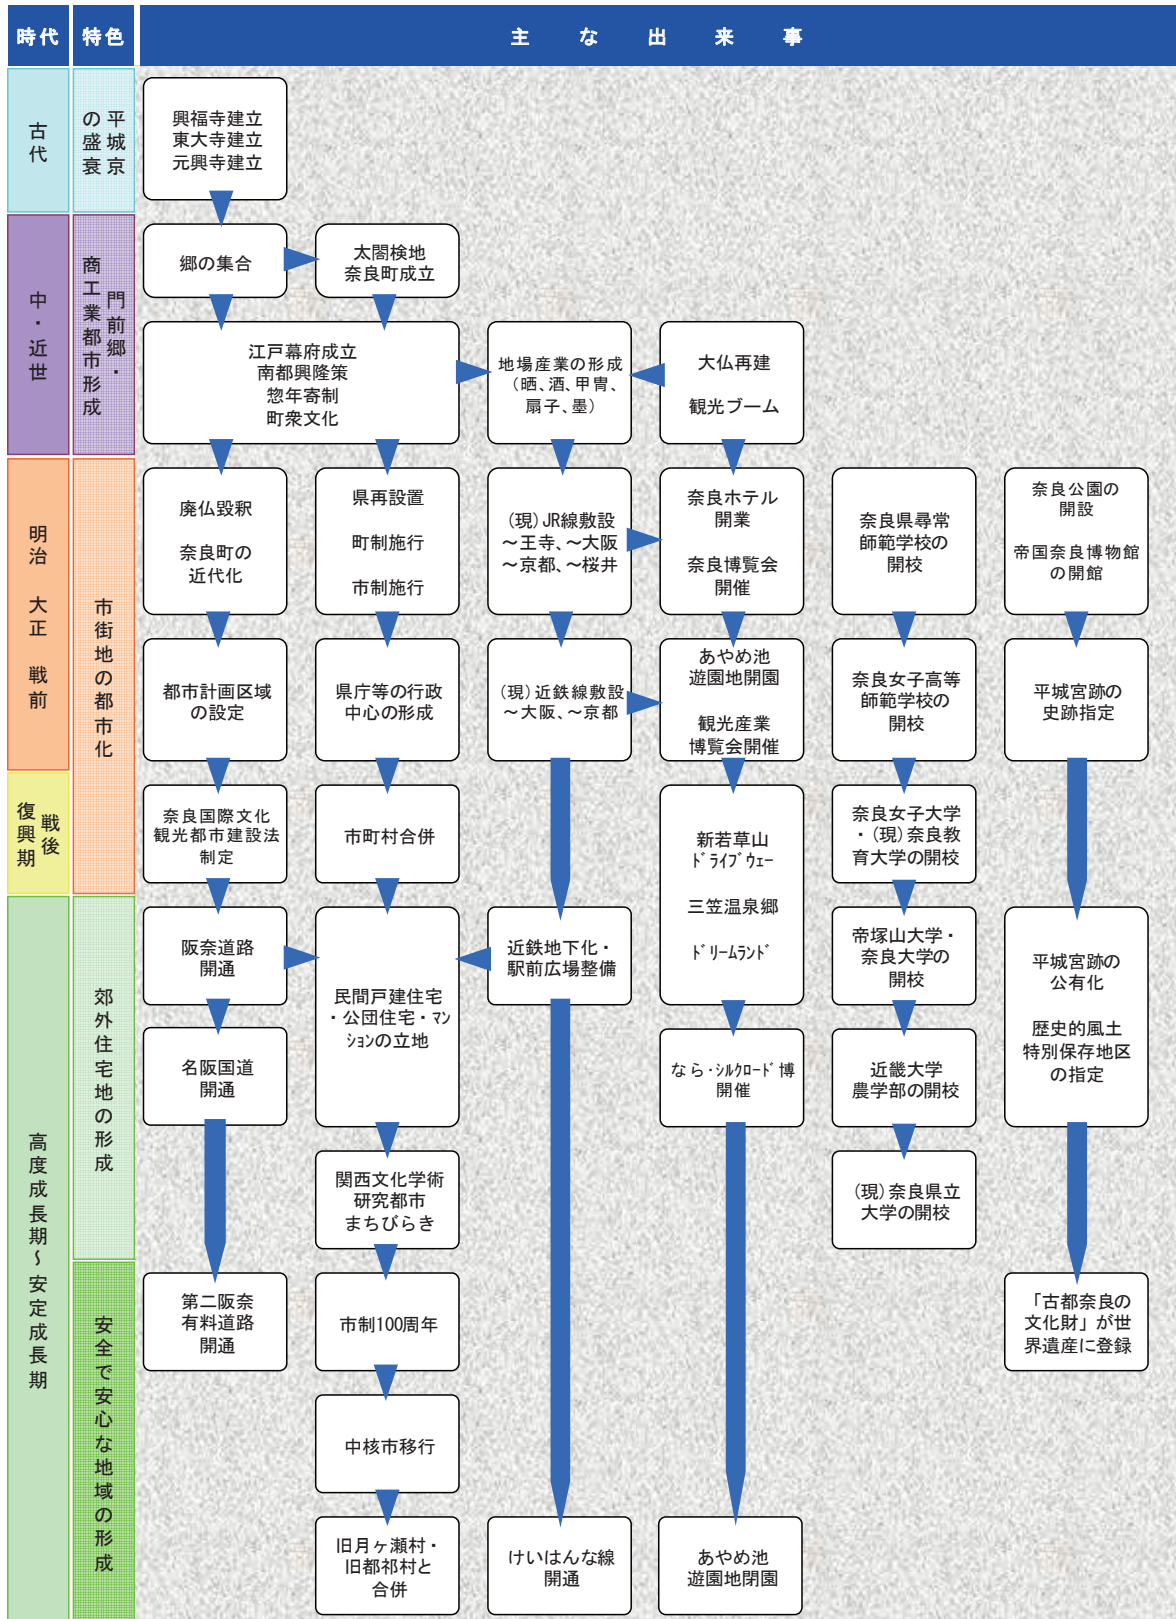 時代
特色
主な出来事
古代
平城京
の盛衰
興福寺建立
東大寺建立
元興寺建立
中・近世
門前郷・
商工業都市形成
郷の集合
太閤検地
奈良町成立
江戸幕府成立
南都興隆策
惣年寄制
町衆文化
地場産業の形成
(晒、酒、甲冑、
扇子、墨)
大仏再建
観光ブーム
明治 大正 戦前
市街地の都市化
廃仏毀釈
奈良町の
近代化
県再設置
町制施行
市制施行
(現)JR線敷設
～王寺、～大阪
～京都、～桜井
奈良ホテル
開業
奈良博覧会
開催
奈良県尋常
師範学校の
開校
奈良公園の
開設
帝国奈良博物館
の開館
都市計画区域
の設定
県庁等の行政
中心の形成
(現)近鉄線敷設
～大阪、～京都
あやめ池
遊園地開園
観光産業
博覧会開催
奈良女子高等
師範学校の
開校
平城宮跡の
史跡指定
戦後
復興期
奈良国際文化
観光都市建設法
制定
市町村合併
新若草山
ﾄﾞﾗｲﾌﾞｳｪｰ
三笠温泉郷
ﾄﾞﾘｰﾑﾗﾝﾄﾞ
奈良女子大学
・(現)奈良教
育大学の開校
高度成長期～安定成長期
郊外住宅地の形成
阪奈道路
開通
民間戸建住宅
・公団住宅・ﾏﾝ
ｼｮﾝの立地
近鉄地下化・
駅前広場整備
帝塚山大学・
奈良大学の
開校
平城宮跡の
公有化
歴史的風土
特別保存地区
の指定
名阪国道
開通
なら・ｼﾙｸﾛｰﾄﾞ博
開催
近畿大学
農学部の開校
関西文化学術
研究都市
まちびらき
(現)奈良県立
大学の開校
安全で安心な地域の形成
第二阪奈
有料道路
開通
市制100周年
「古都奈良の
文化財」が世
界遺産に登録
中核市移行
旧月ヶ瀬村・
旧都祁村と
合併
けいはんな線
開通
あやめ池
遊園地閉園